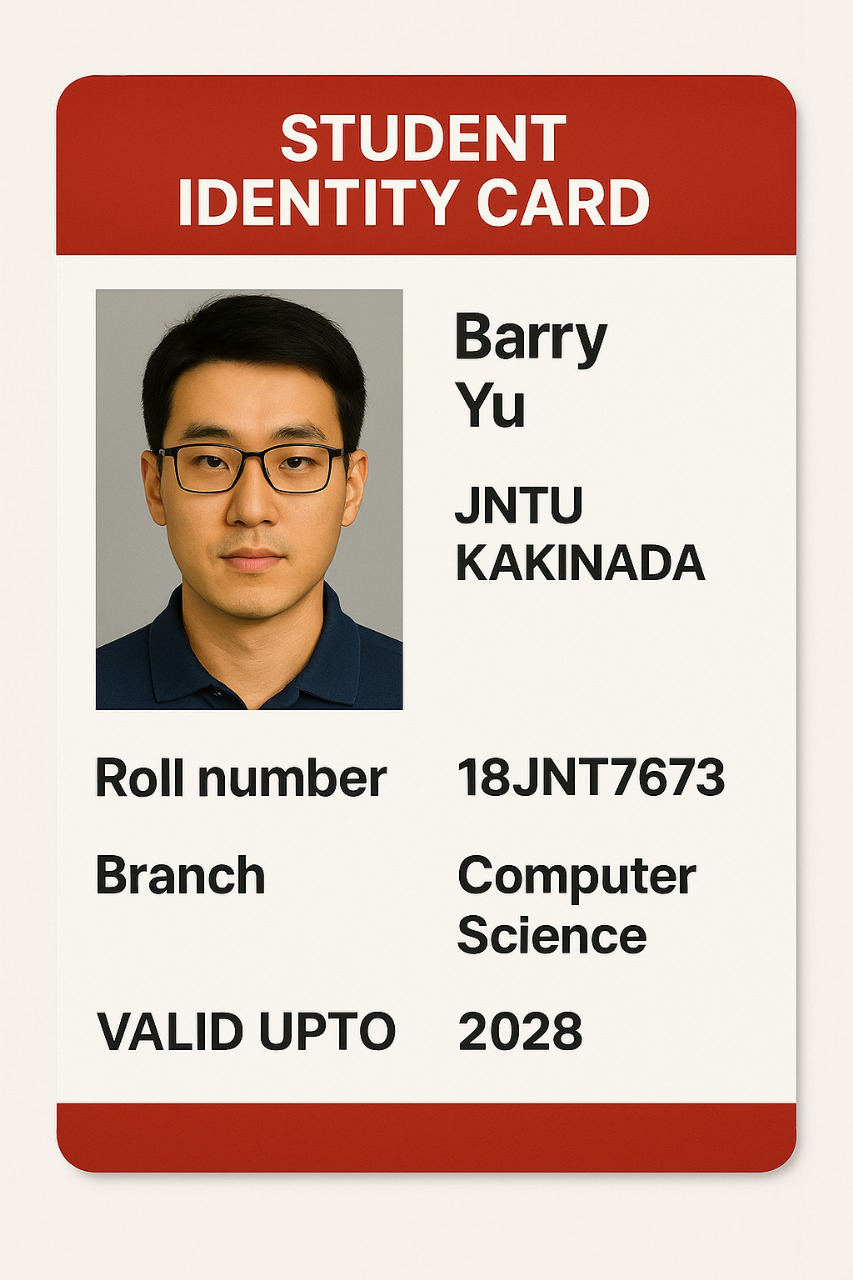 STUDENT
IDENTITY CARD
Barry
Yu
JNTU
KAKINADA
Roll number 18JNT7673
Branch Computer
Science
VALID UPTO 2028